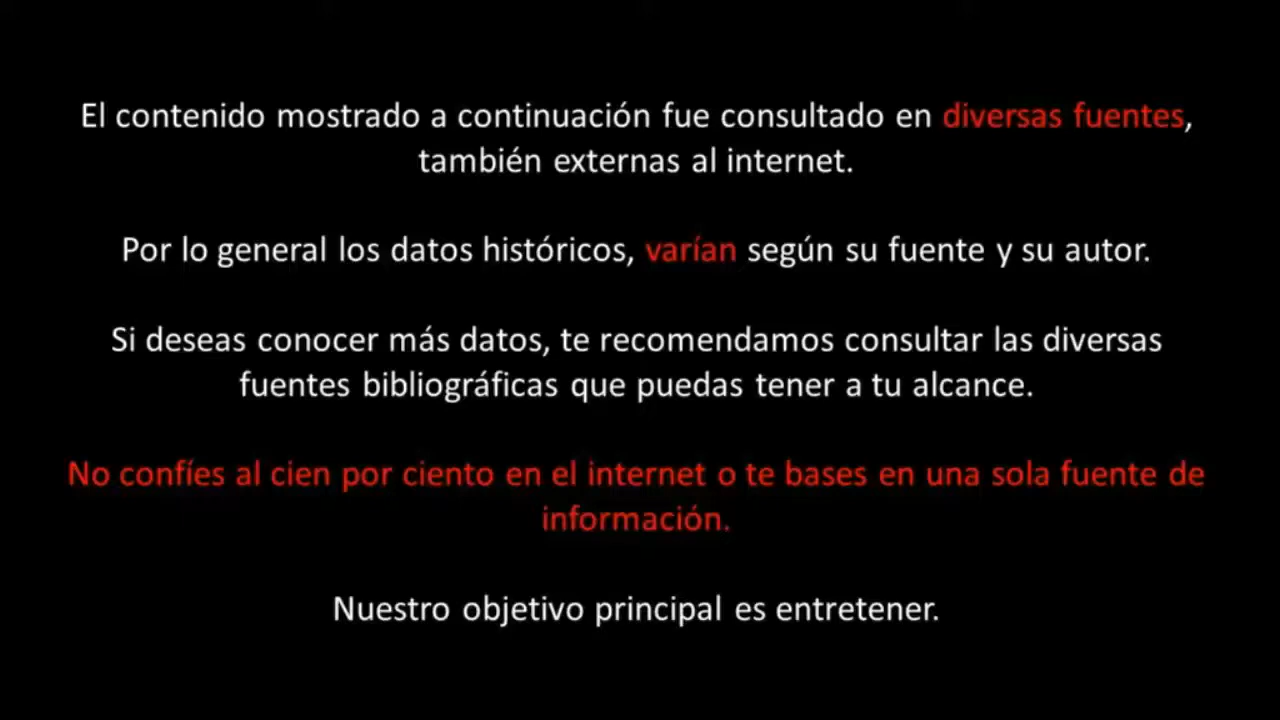 El contenido mostrado a continuación fue consultado en diversas fuentes,
también externas al internet.
Por lo general los datos históricos, varían según su fuente y su autor.
Si deseas conocer más datos, te recomendamos consultar las diversas
fuentes bibliográficas que puedas tener a tu alcance.
No confíes al cien por ciento en el internet o te bases en una sola fuente de
información.
Nuestro objetivo principal es entretener.